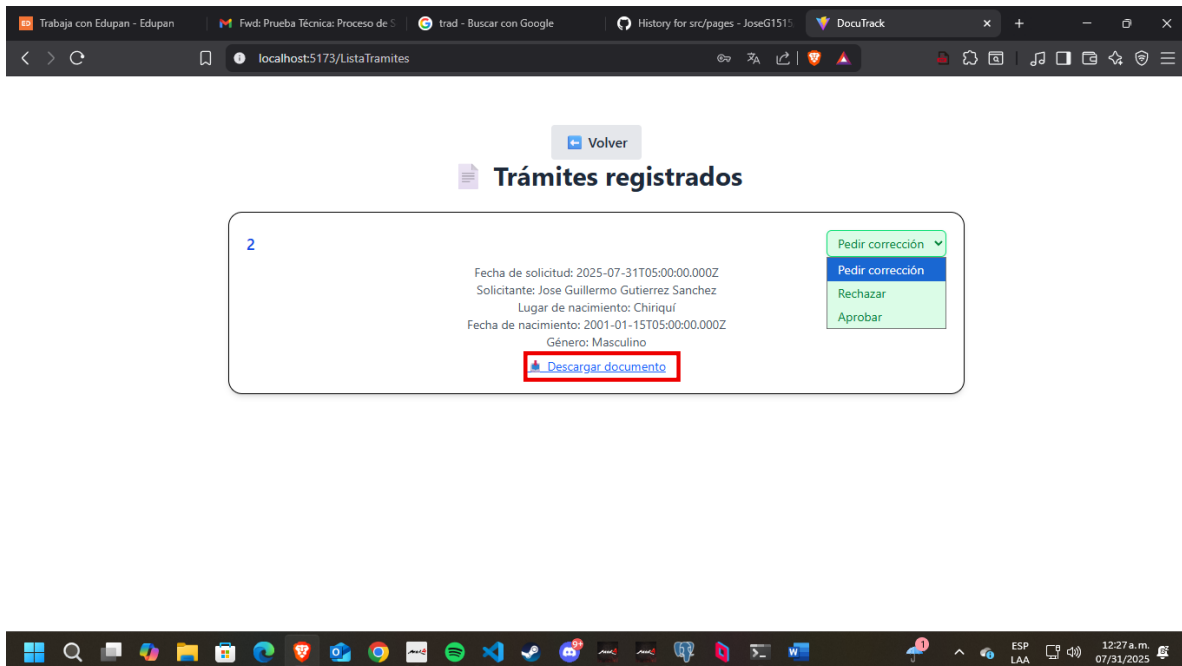 Trabaja con Edupan - Edupan
Fwd: Prueba Técnica: Proceso de S
trad - Buscar con Google
History for src/pages - JoseG1515
DocuTrack
localhost:5173/ListaTramites
Volver
Trámites registrados
2
Pedir corrección
Pedir corrección
Rechazar
Aprobar
Fecha de solicitud: 2025-07-31T05:00:00.000Z
Solicitante: Jose Guillermo Gutierrez Sanchez
Lugar de nacimiento: Chiriquí
Fecha de nacimiento: 2001-01-15T05:00:00.000Z
Género: Masculino
Descargar documento
1
ESP
LAA
12:27 a. m.
07/31/2025